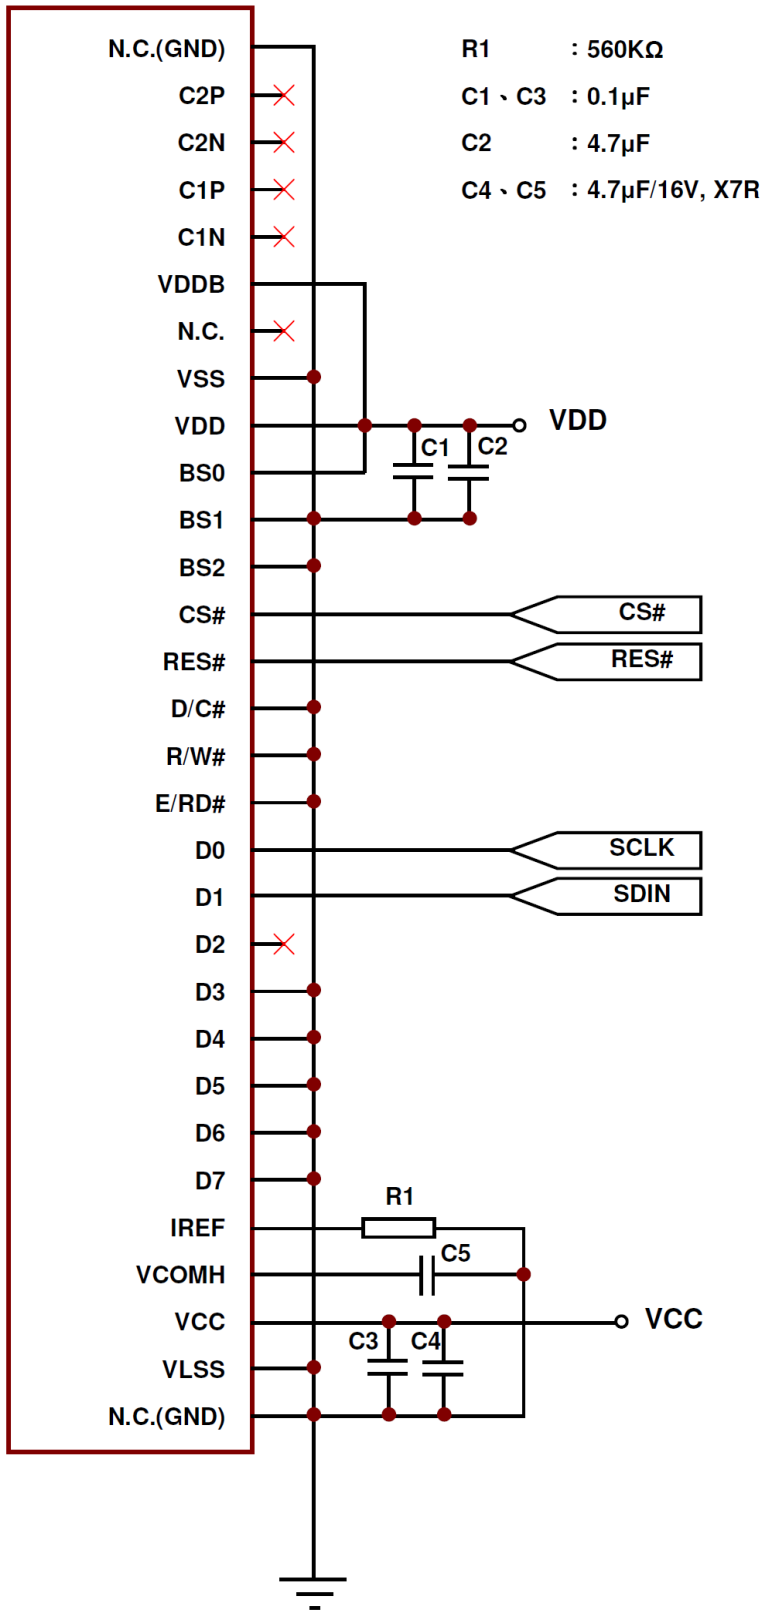 N.C.(GND)
C2P
C2N
C1P
C1N
VDDB
N.C.
VSS
VDD
BS0
BS1
BS2
CS#
RES#
D/C#
R/W#
E/RD#
D0
D1
D2
D3
D4
D5
D6
D7
IREF
VCOMH
VCC
VLSS
N.C.(GND)
R1 : 560KΩ
C1、C3 : 0.1µF
C2 : 4.7µF
C4、C5 : 4.7µF/16V, X7R
VDD
C1 C2
CS#
RES#
SCLK
SDIN
R1
C5
VCC
C3 C4